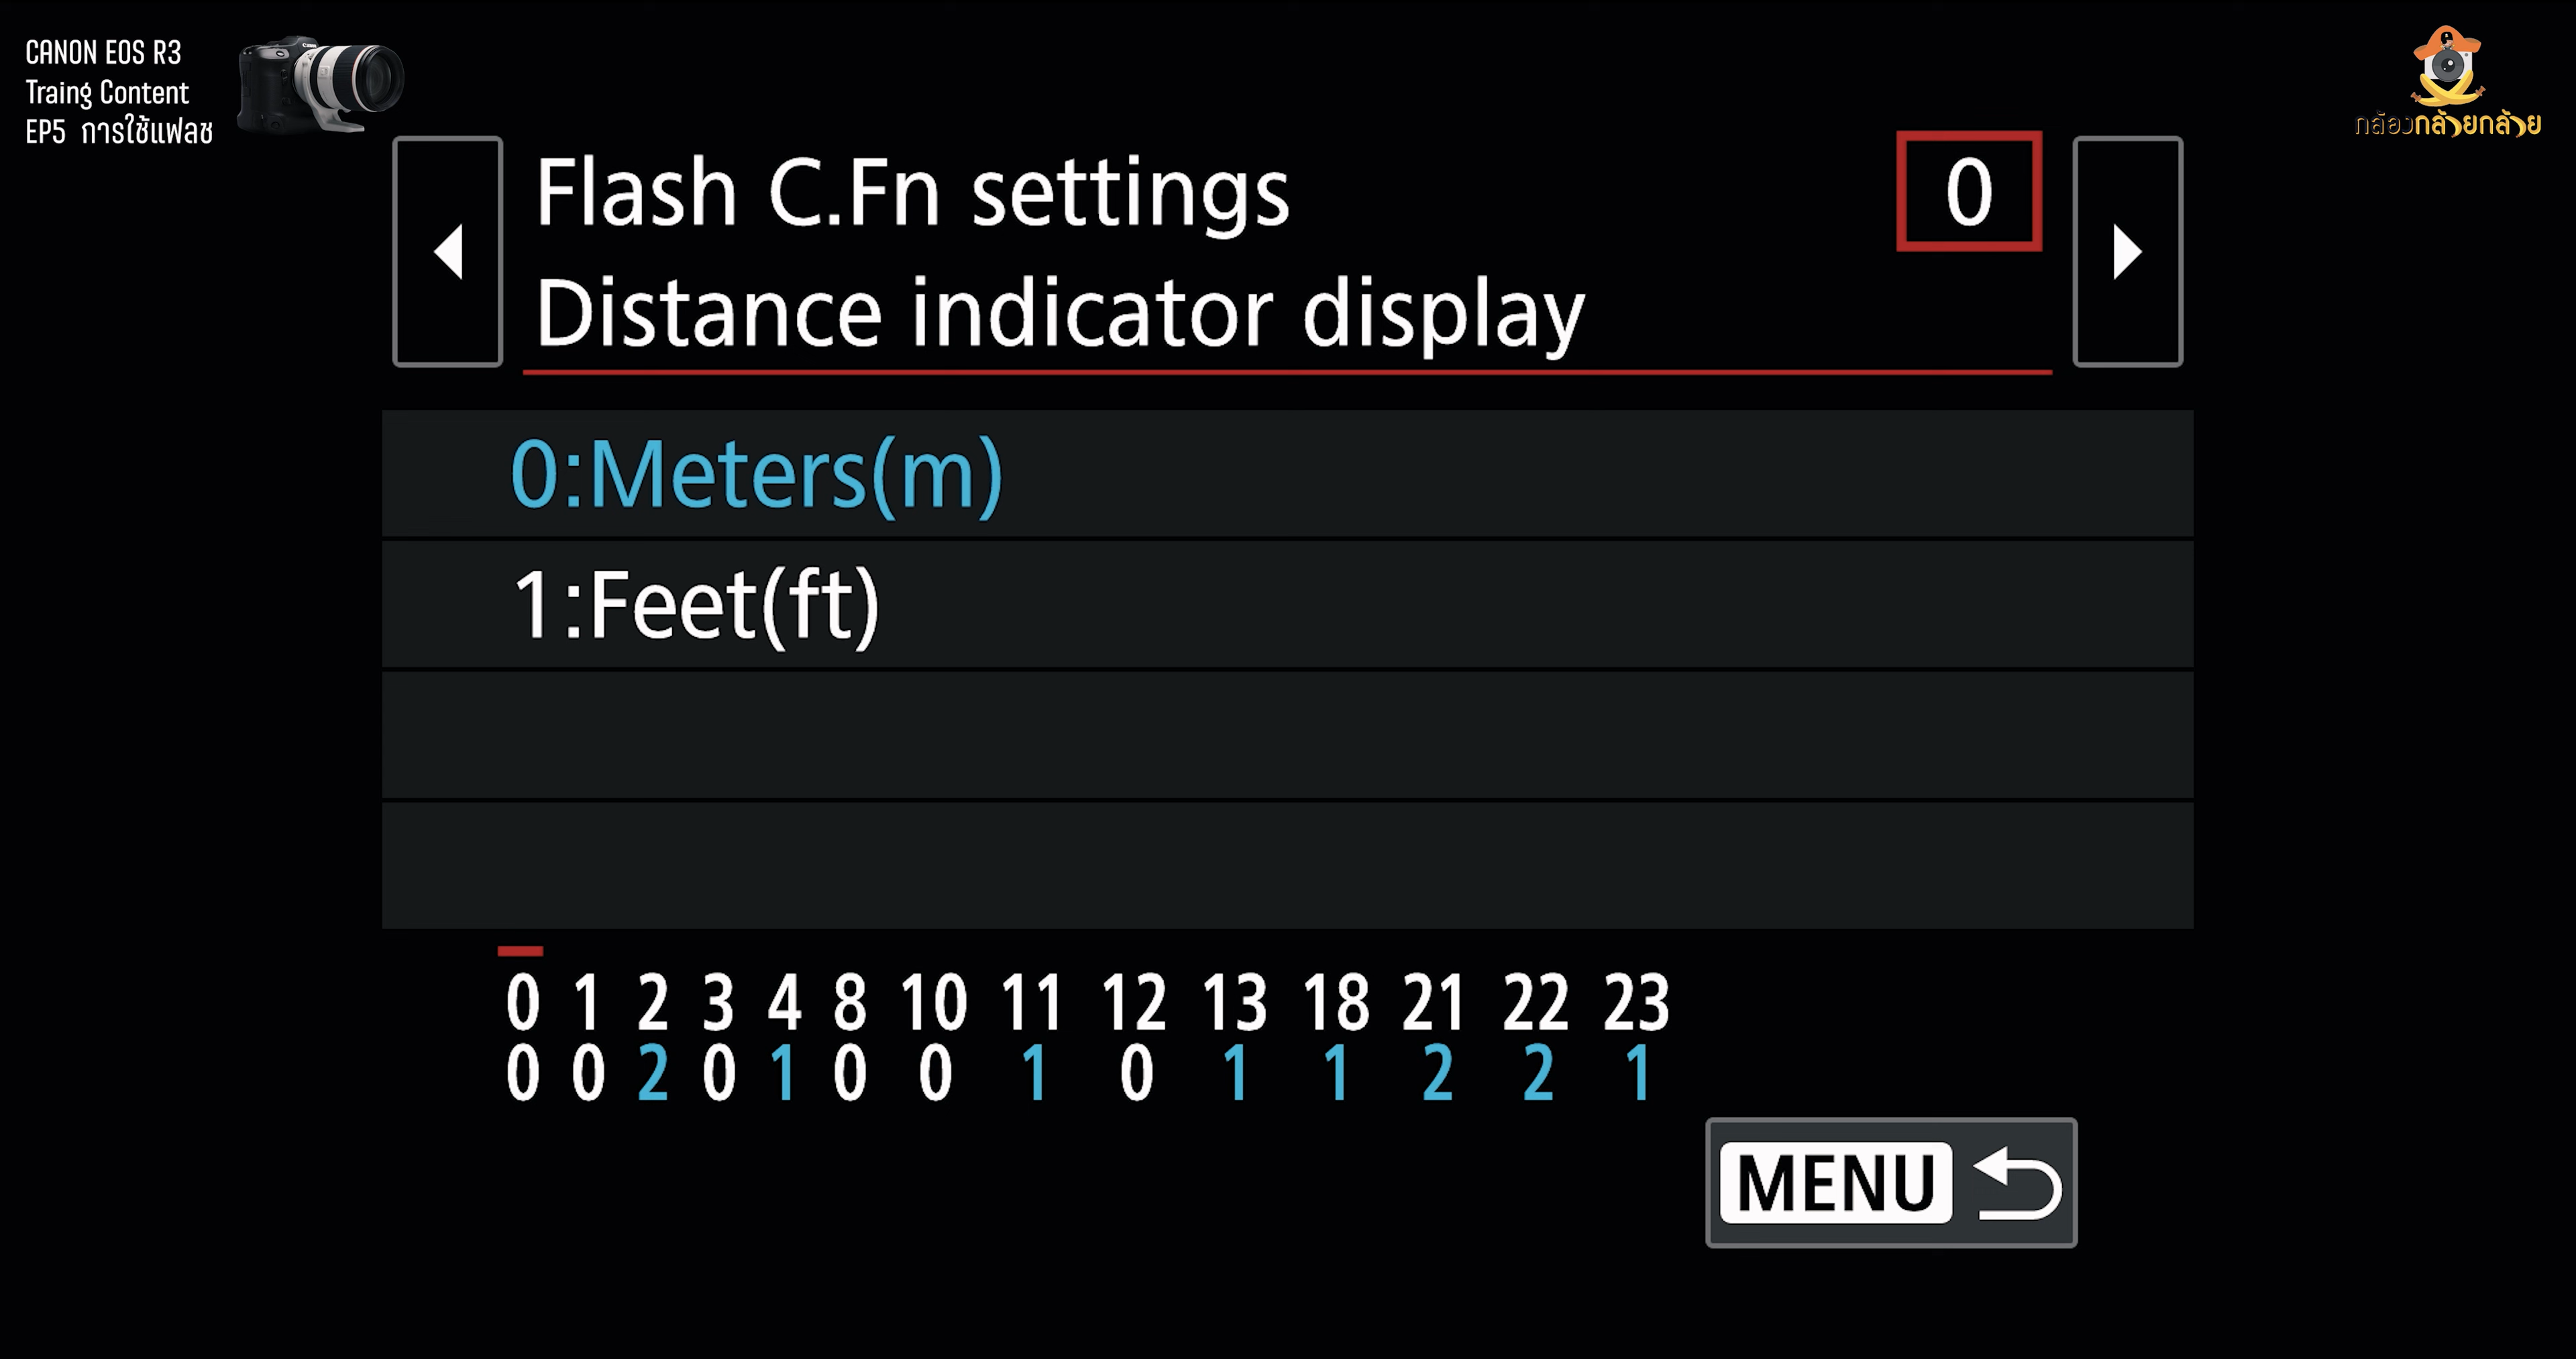 CANON EOS R3
Traing Content
EP5 การใช้แฟลช
กล้องกล้วยกล้วย
Flash C.Fn settings
0
Distance indicator display
0:Meters(m)
1:Feet(ft)
0 1 2 3 4 8 10 11 12 13 18 21 22 23
0 0 2 0 1 0 0 1 0 1 1 2 2 1
MENU